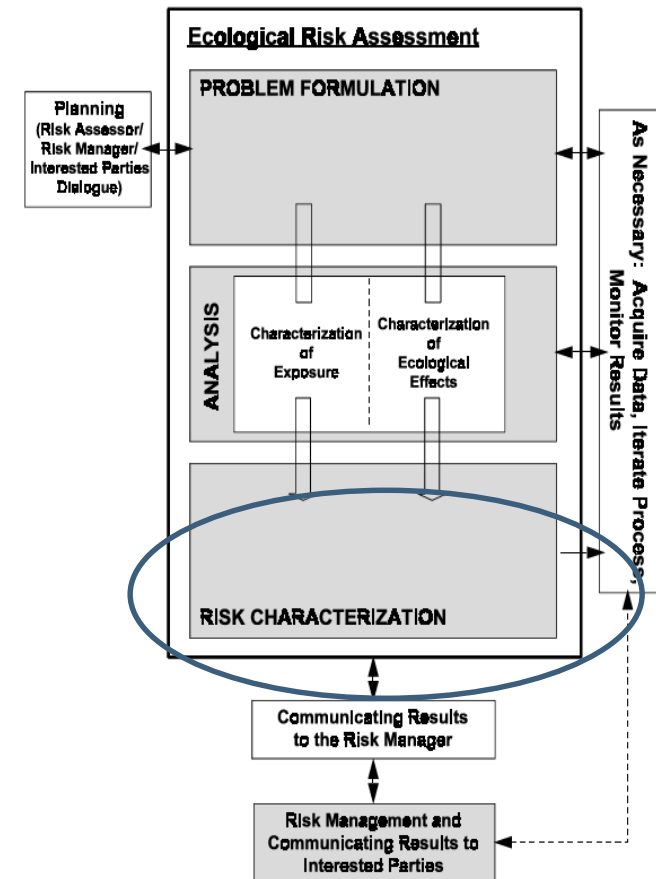 Ecological Risk Assessment
PROBLEM FORMULATION
Planning
(Risk Assessor/
Risk Manager/
Interested Parties
Dialogue)
As Necessary: Acquire Data, Iterate Process,
Monitor Results
ANALYSIS
Characterization
of
Exposure
Characterization
of
Ecological
Effects
RISK CHARACTERIZATION
Communicating Results
to the Risk Manager
Risk Management and
Communicating Results to
Interested Parties